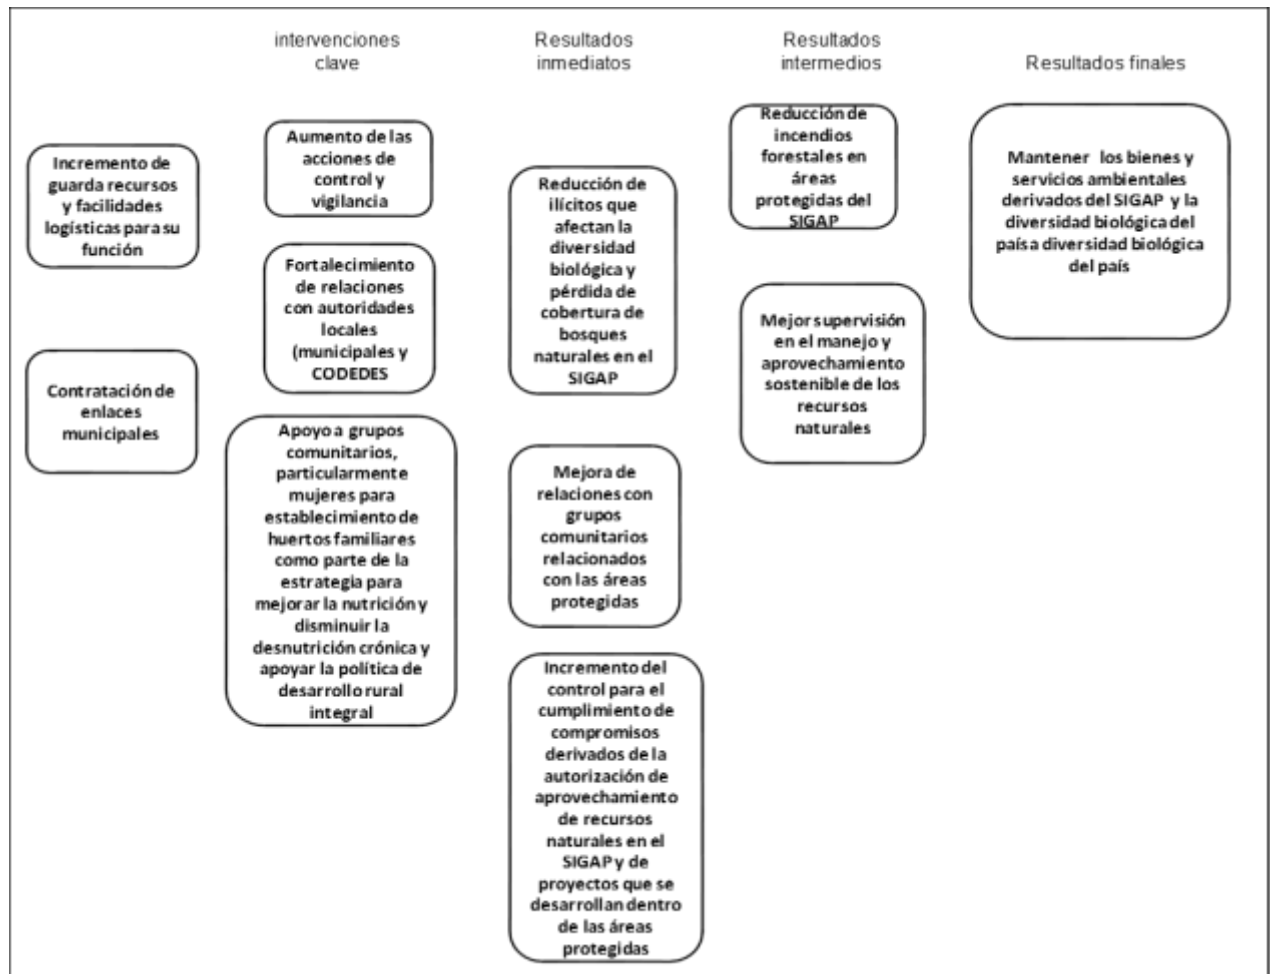 intervenciones
clave
Resultados
inmediatos
Resultados
intermedios
Resultados finales
Incremento de
guarda recursos
y facilidades
logísticas para su
función
Contratación de
enlaces
municipales
Aumento de las
acciones de
control y
vigilancia
Fortalecimiento
de relaciones
con autoridades
locales
(municipales y
CODEDES
Apoyo a grupos
comunitarios,
particularmente
mujeres para
establecimiento de
huertos familiares
como parte de la
estrategia para
mejorar la nutrición y
disminuir la
desnutrición crónica y
apoyar la política de
desarrollo rural
integral
Reducción de
ilícitos que
afectan la
diversidad
biológica y
pérdida de
cobertura de
bosques
naturales en el
SIGAP
Mejora de
relaciones con
grupos
comunitarios
relacionados
con las áreas
protegidas
Incremento del
control para el
cumplimiento de
compromisos
derivados de la
autorización de
aprovechamiento
de recursos
naturales en el
SIGAP y de
proyectos que se
desarrollan dentro
de las áreas
protegidas
Reducción de
incendios
forestales en
áreas
protegidas del
SIGAP
Mejor supervisión
en el manejo y
aprovechamiento
sostenible de los
recursos
naturales
Mantener los bienes y
servicios ambientales
derivados del SIGAP y la
diversidad biológica del
paísa diversidad biológica
del país